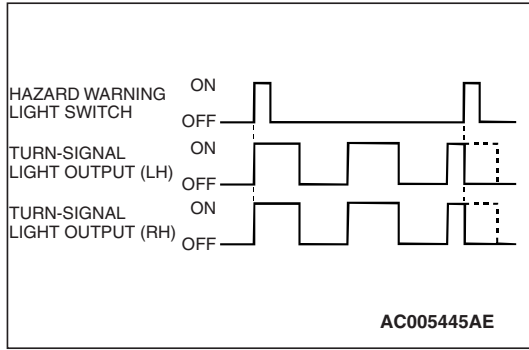 ON
HAZARD WARNING
LIGHT SWITCH
OFF
ON
TURN-SIGNAL
LIGHT OUTPUT (LH)
OFF
ON
TURN-SIGNAL
LIGHT OUTPUT (RH)
OFF
AC005445AE